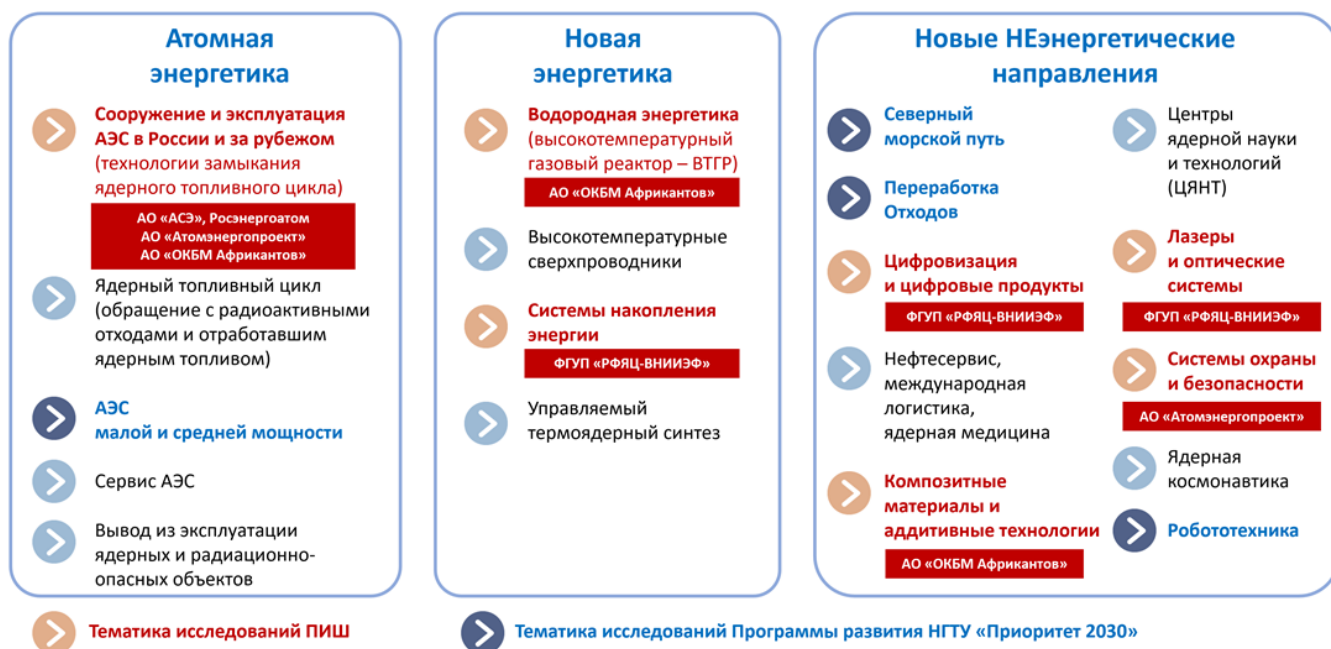 Атомная
энергетика
Сооружение и эксплуатация
АЭС в России и за рубежом
(технологии замыкания
ядерного топливного цикла)
АО «АСЭ», Росэнергоатом
АО «Атомэнергопроект»
АО «ОКБМ Африкантов»
Ядерный топливный цикл
(обращение с радиоактивными
отходами и отработавшим
ядерным топливом)
АЭС
малой и средней мощности
Сервис АЭС
Вывод из эксплуатации
ядерных и радиационно-
опасных объектов
Новая
энергетика
Водородная энергетика
(высокотемпературный
газовый реактор – ВТГР)
АО «ОКБМ Африкантов»
Высокотемпературные
сверхпроводники
Системы накопления
энергии
ФГУП «РФЯЦ-ВНИИЭФ»
Управляемый
термоядерный синтез
Новые НЕэнергетические
направления
Северный
морской путь
Переработка
Отходов
Цифровизация
и цифровые продукты
ФГУП «РФЯЦ-ВНИИЭФ»
Нефтесервис,
международная
логистика,
ядерная медицина
Композитные
материалы и
аддитивные технологии
АО «ОКБМ Африкантов»
Центры
ядерной науки
и технологий
(ЦЯНТ)
Лазеры
и оптические
системы
ФГУП «РФЯЦ-ВНИИЭФ»
Системы охраны
и безопасности
АО «Атомэнергопроект»
Ядерная
космонавтика
Робототехника
Тематика исследований ПИШ
Тематика исследований Программы развития НГТУ «Приоритет 2030»